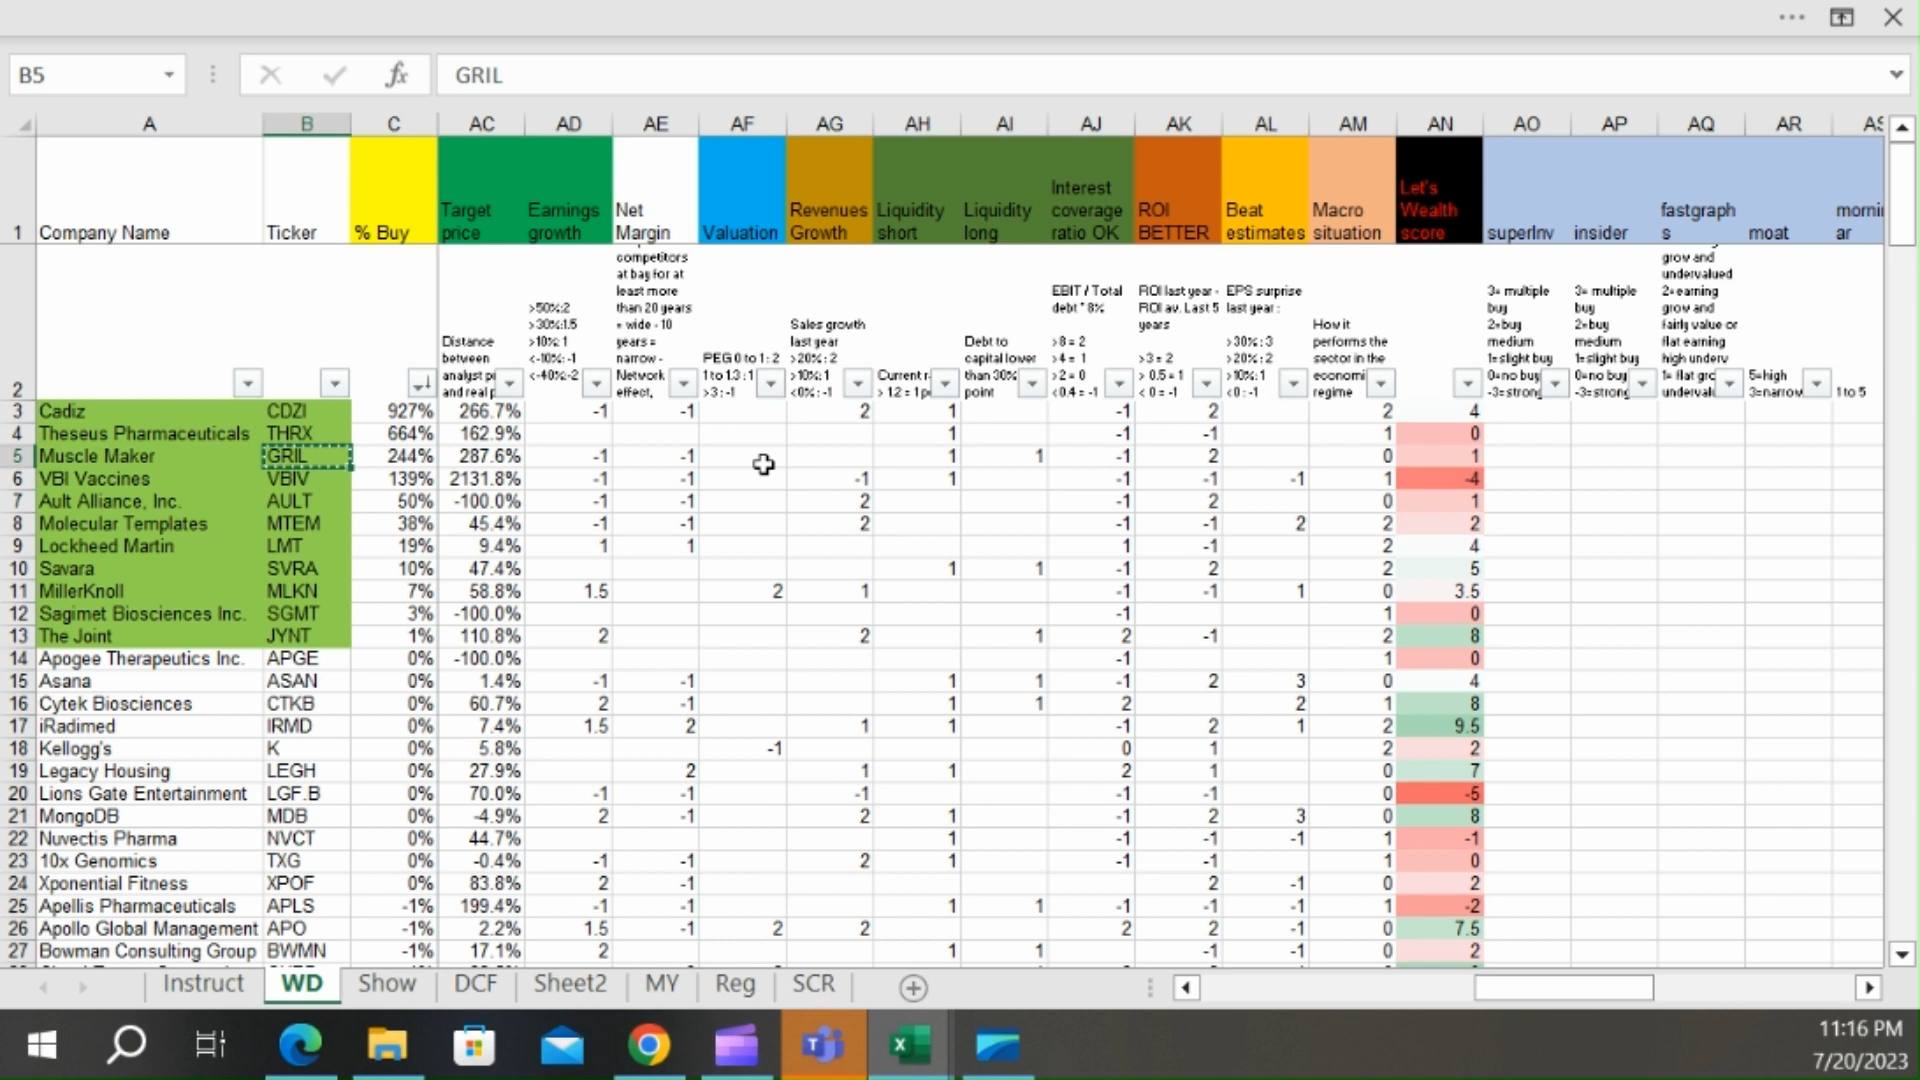 B5 fx GRIL
A B C AC AD AE AF AG AH AI AJ AK AL AM AN AO AP AQ AR AS
1 Company Name Ticker % Buy Target price Earnings growth Net Margin Valuation Revenues Growth Liquidity short Liquidity long Interest coverage ratio OK ROI BETTER Beat estimates Macro situation Let's Wealth score superInv insider fastgraphs moat morni ar
2
Distance between analyst pr and real p
>50%:2
>30%:1.5
>10%: 1
<-10%: -1
<-40%:-2
competitors at bay for at least more than 20 years = wide - 10 years = narrow - Network effect,
PEG 0 to 1: 2
1 to 1.3 : 1
>3 : -1
Sales growth last year
>20% : 2
>10%: 1
<0% : -1
Current r
> 1.2 = 1 p
Debt to capital lower than 30% point
EBIT / Total debt * 8%
>8 = 2
>4 = 1
>2 = 0
<0.4 = -1
ROI last year - ROI av. Last 5 years
>3 = 2
> 0.5 = 1
< 0 = -1
EPS surprise last year :
>30% : 3
>20% : 2
>10%: 1
<0 : -1
How it performs the sector in the economi regime
3= multiple buy
2=buy medium
1=slight buy
0=no buy
-3=strong
3= multiple buy
2=buy medium
1=slight buy
0=no buy
-3=strong
grow and undervalued
2=earning grow and fairly value or flat earning high underv
1= flat gro underval
5=high
3=narrow
1 to 5
3 Cadiz CDZI 927% 266.7% -1 -1 2 1 -1 2 2 4
4 Theseus Pharmaceuticals THRX 664% 162.9% 1 -1 -1 1 0
5 Muscle Maker GRIL 244% 287.6% -1 -1 1 1 -1 2 0 1
6 VBI Vaccines VBIV 139% 2131.8% -1 -1 -1 1 -1 -1 -1 1 -4
7 Ault Alliance, Inc. AULT 50% -100.0% -1 -1 2 -1 2 0 1
8 Molecular Templates MTEM 38% 45.4% -1 -1 2 -1 -1 2 2 2
9 Lockheed Martin LMT 19% 9.4% 1 1 1 -1 2 4
10 Savara SVRA 10% 47.4% 1 1 -1 2 2 5
11 MillerKnoll MLKN 7% 58.8% 1.5 2 1 -1 -1 1 0 3.5
12 Sagimet Biosciences Inc. SGMT 3% -100.0% -1 1 0
13 The Joint JYNT 1% 110.8% 2 2 1 2 -1 2 8
14 Apogee Therapeutics Inc. APGE 0% -100.0% -1 1 0
15 Asana ASAN 0% 1.4% -1 -1 1 1 -1 2 3 0 4
16 Cytek Biosciences CTKB 0% 60.7% 2 -1 1 1 2 2 1 8
17 iRadimed IRMD 0% 7.4% 1.5 2 1 1 -1 2 1 2 9.5
18 Kellogg's K 0% 5.8% -1 0 1 2 2
19 Legacy Housing LEGH 0% 27.9% 2 1 1 2 1 0 7
20 Lions Gate Entertainment LGF.B 0% 70.0% -1 -1 -1 -1 -1 0 -5
21 MongoDB MDB 0% -4.9% 2 -1 2 1 -1 2 3 0 8
22 Nuvectis Pharma NVCT 0% 44.7% 1 -1 -1 -1 1 -1
23 10x Genomics TXG 0% -0.4% -1 -1 2 1 -1 -1 1 0
24 Xponential Fitness XPOF 0% 83.8% 2 -1 2 -1 0 2
25 Apellis Pharmaceuticals APLS -1% 199.4% -1 -1 1 1 -1 -1 -1 1 -2
26 Apollo Global Management APO -1% 2.2% 1.5 -1 2 2 2 2 -1 0 7.5
27 Bowman Consulting Group BWMN -1% 17.1% 2 1 1 -1 -1 0 2
Instruct WD Show DCF Sheet2 MY Reg SCR
11:16 PM
7/20/2023